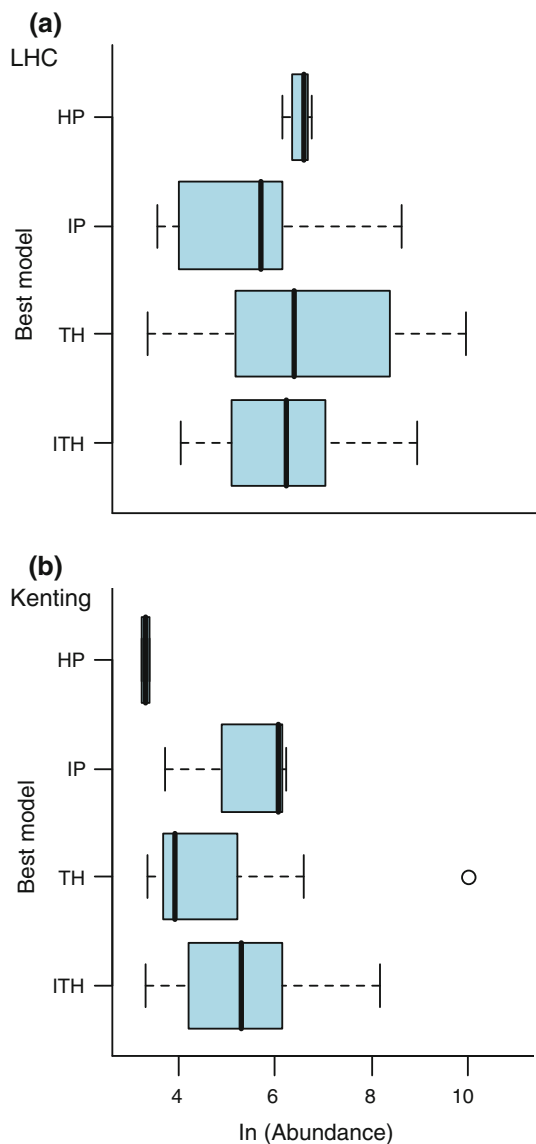 (a)
LHC
HP
IP
TH
ITH
Best model
(b)
Kenting
HP
IP
TH
ITH
Best model
4 6 8 10
In (Abundance)